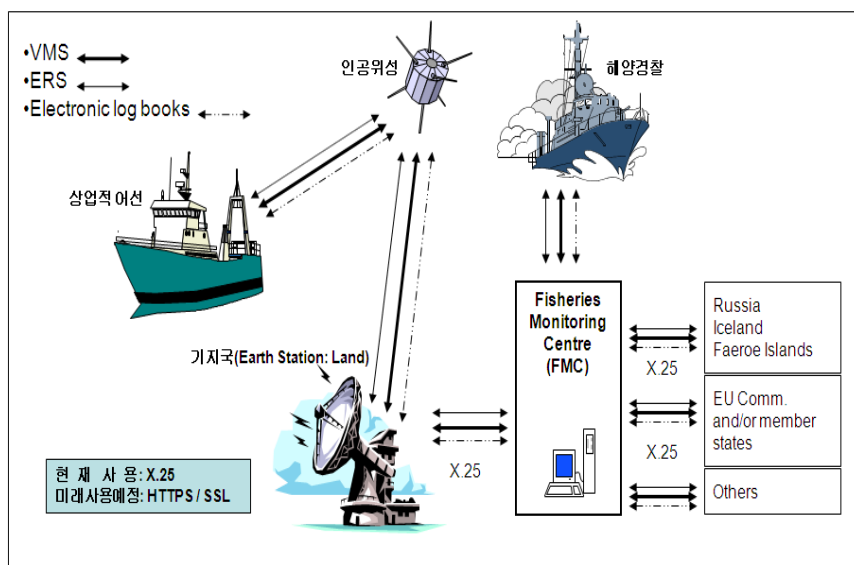 •VMS
•ERS
•Electronic log books
인공위성
해양경찰
상업적 어선
기지국(Earth Station: Land)
Fisheries
Monitoring
Centre
(FMC)
Russia
Iceland
Faeroe Islands
X.25
EU Comm.
and/or member
states
X.25
X.25
Others
현 재 사 용: X.25
미래사용예정: HTTPS / SSL